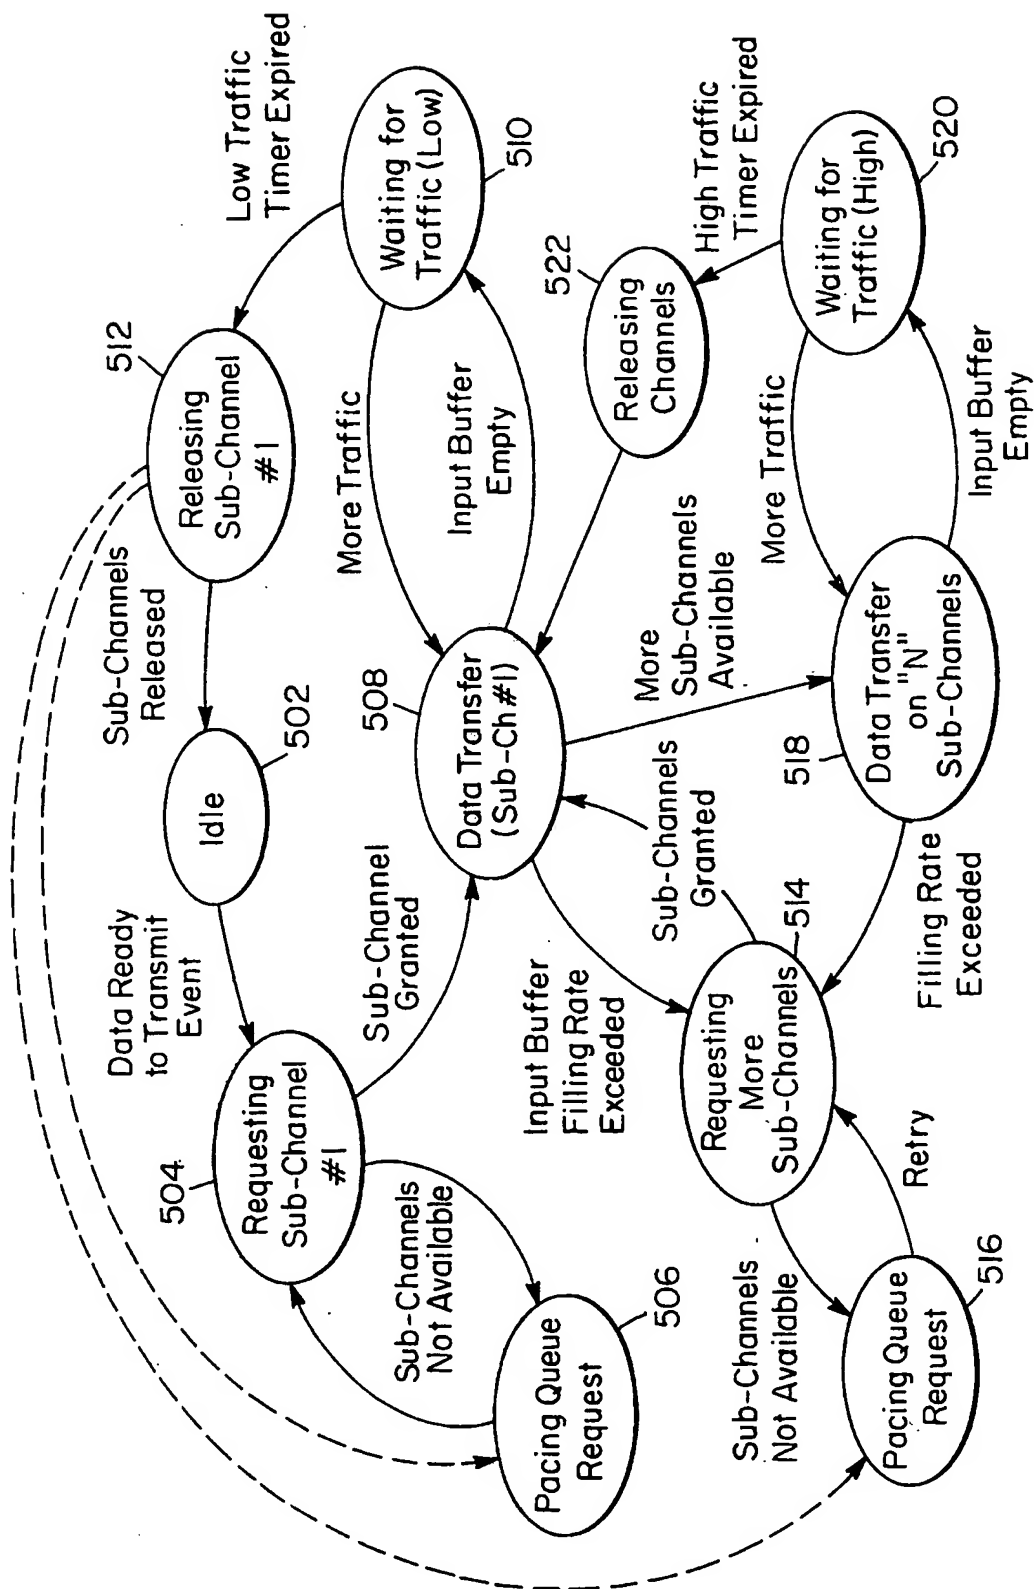 Low Traffic
Timer Expired
512
Releasing
Sub-Channel
#1
Waiting for
Traffic (Low)
510
Sub-Channels
Released
Idle
502
Data Ready
to Transmit
Event
504
Requesting
Sub-Channel
#1
More Traffic
Input Buffer
Empty
Sub-Channel
Granted
508
Data Transfer
(Sub-Ch#1)
Sub-Channels
Not Available
Pacing Queue
Request
506
522
Releasing
Channels
High Traffic
Timer Expired
Waiting for
Traffic (High)
520
More
Sub-Channels
Available
More Traffic
Input Buffer
Empty
Input Buffer
Filling Rate
Exceeded
Sub-Channels
Granted
518
Data Transfer
on "N"
Sub-Channels
Requesting
More
Sub-Channels
514
Filling Rate
Exceeded
Sub-Channels
Not Available
Retry
Pacing Queue
Request
516